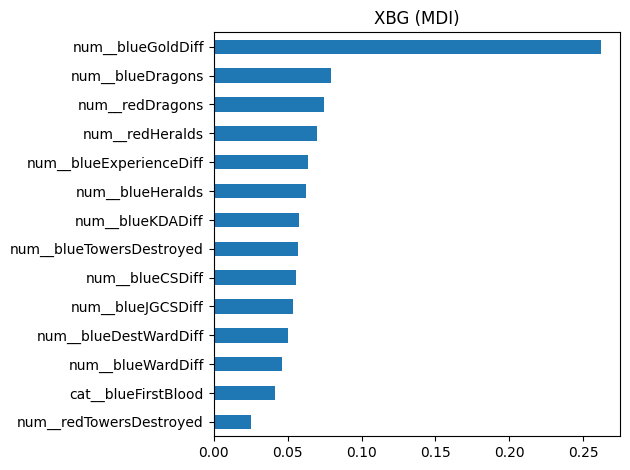 XBG (MDI)
num__blueGoldDiff
num__blueDragons
num__redDragons
num__redHeralds
num__blueExperienceDiff
num__blueHeralds
num__blueKDADiff
num__blueTowersDestroyed
num__blueCSDiff
num__blueJGCSDiff
num__blueDestWardDiff
num__blueWardDiff
cat__blueFirstBlood
num__redTowersDestroyed
0.00 0.05 0.10 0.15 0.20 0.25